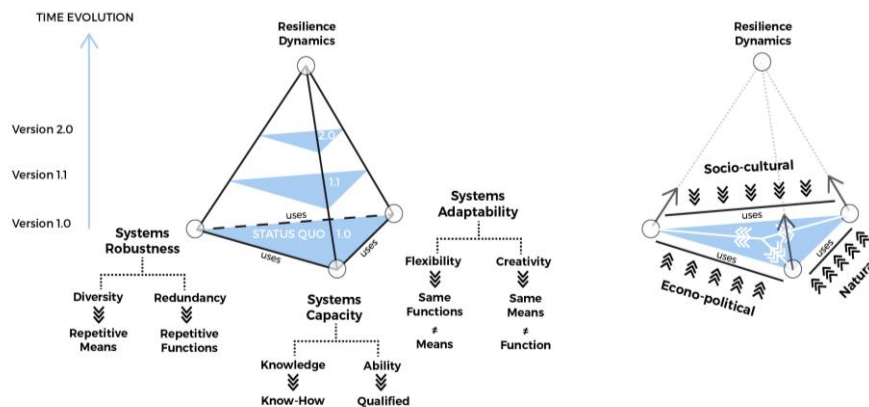 TIME EVOLUTION
Resilience
Dynamics
Version 2.0
2.0
Version 1.1
1.1
Version 1.0
uses
STATUS QUO 1.0
uses
uses
Systems
Robustness
Diversity
Redundancy
Repetitive
Means
Repetitive
Functions
Systems
Capacity
Knowledge
Ability
Know-How
Qualified
Systems
Adaptability
Flexibility
Creativity
Same
Functions
≠
Means
Same
Means
≠
Function
Resilience
Dynamics
Socio-cultural
uses
uses
uses
Econo-political
Natural